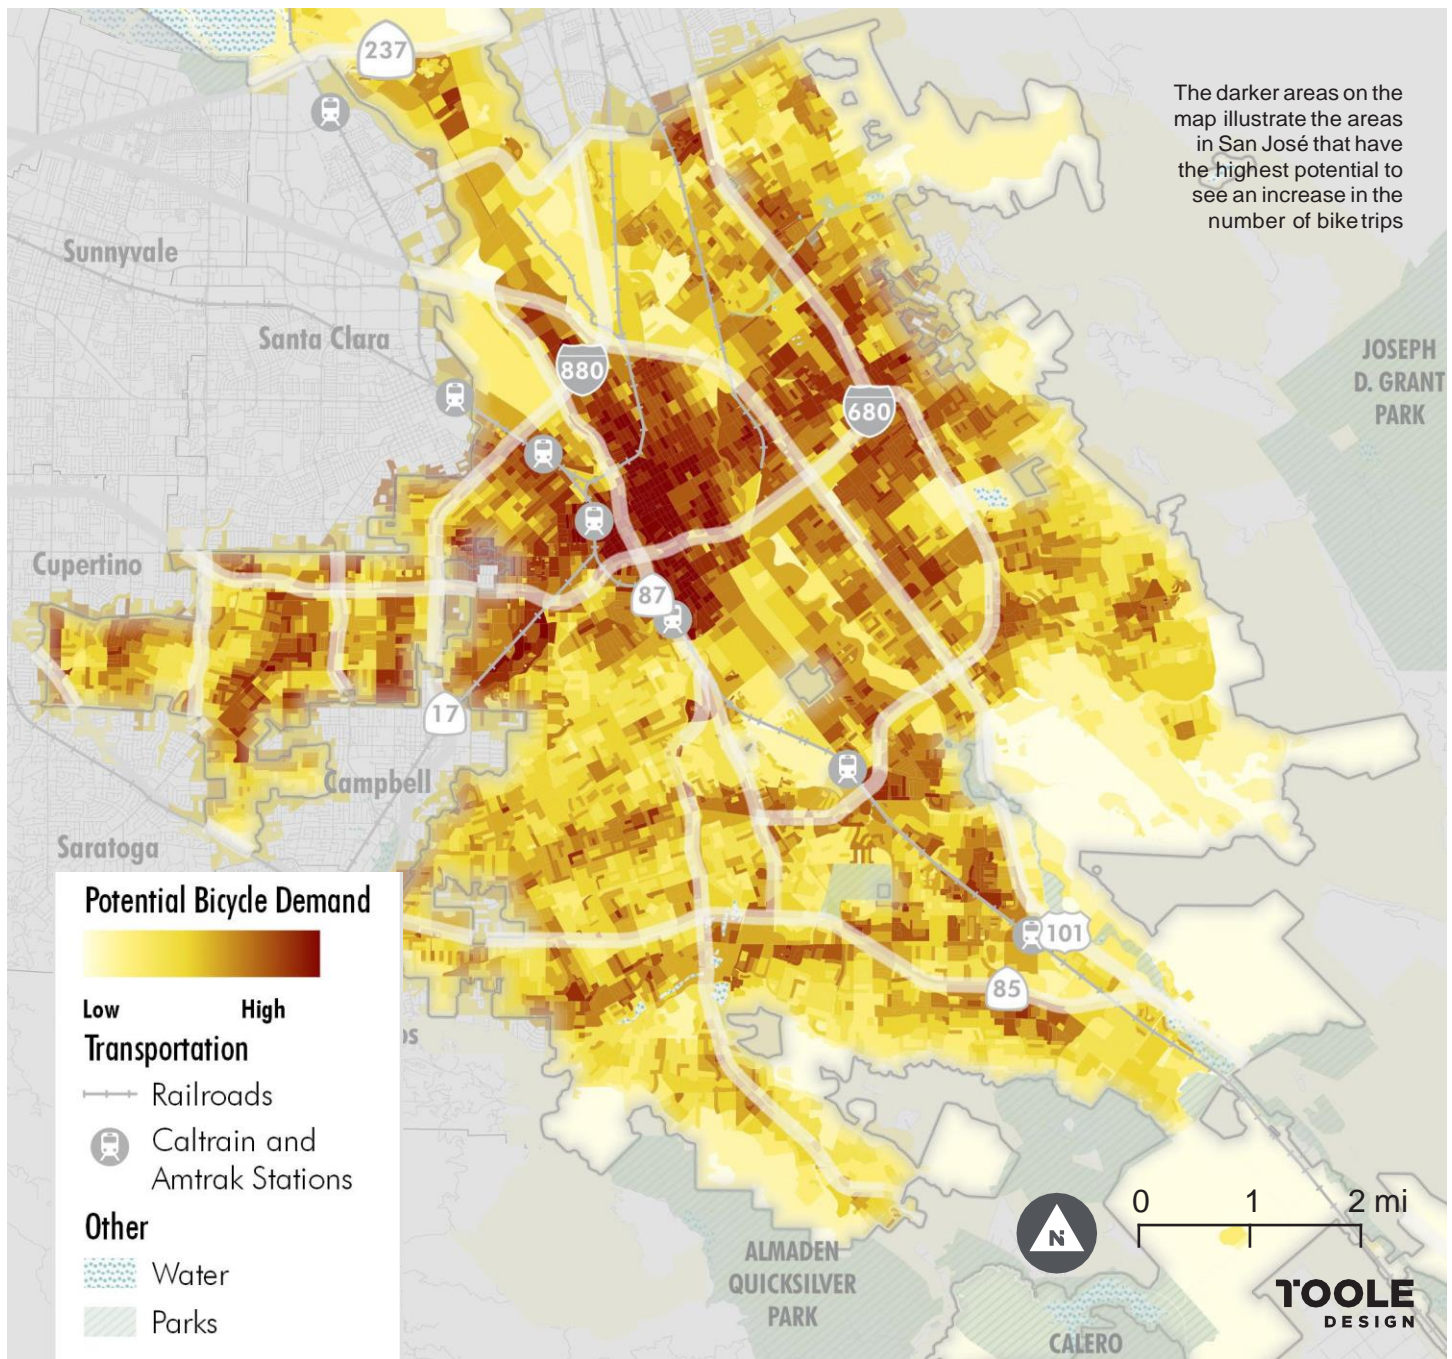 237
The darker areas on the
map illustrate the areas
in San José that have
the highest potential to
see an increase in the
number of bike trips
Sunnyvale
Santa Clara
JOSEPH
D. GRANT
PARK
880
680
Cupertino
87
17
Campbell
Saratoga
101
85
os
Potential Bicycle Demand
Low High
Transportation
Railroads
Caltrain and
Amtrak Stations
Other
Water
Parks
ALMADEN
QUICKSILVER
PARK
CALERO
N
0 1 2 mi
TOOLE
DESIGN